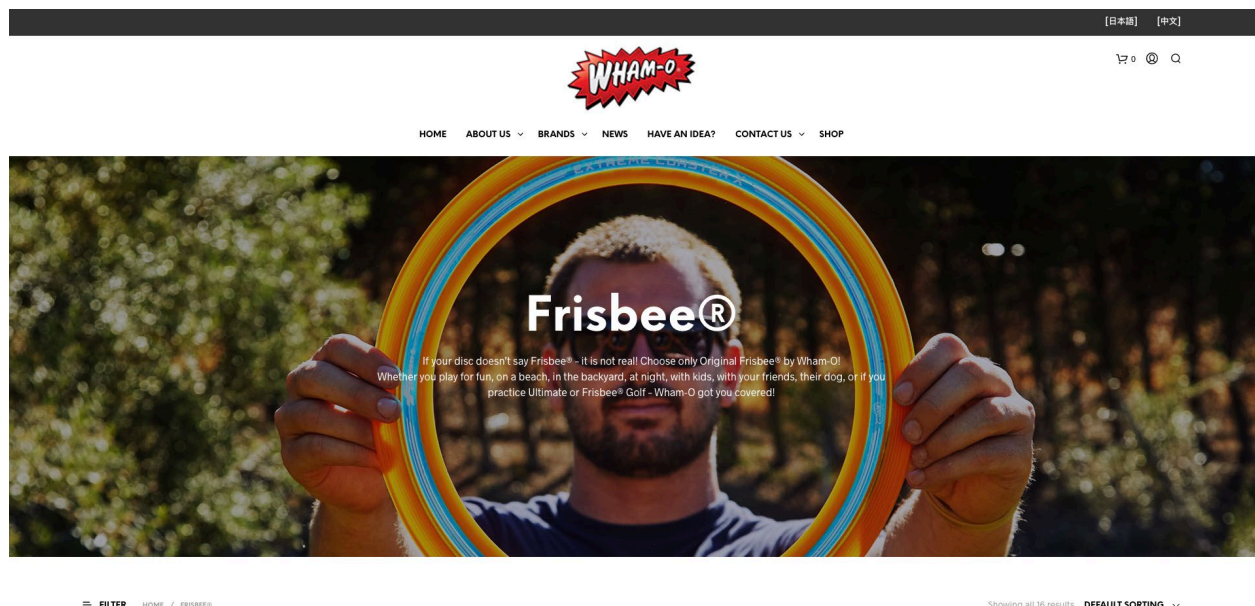 [日本語] [中文]
WHAM-O®
0
HOME ABOUT US BRANDS NEWS HAVE AN IDEA? CONTACT US SHOP
EXTREME COASTER X
Frisbee®
If your disc doesn't say Frisbee® - it is not real! Choose only Original Frisbee® by Wham-O!
Whether you play for fun, on a beach, in the backyard, at night, with kids, with your friends, their dog, or if you
practice Ultimate or Frisbee® Golf - Wham-O got you covered!
FILTER HOME / FRISBEE® Showing all 16 results DEFAULT SORTING